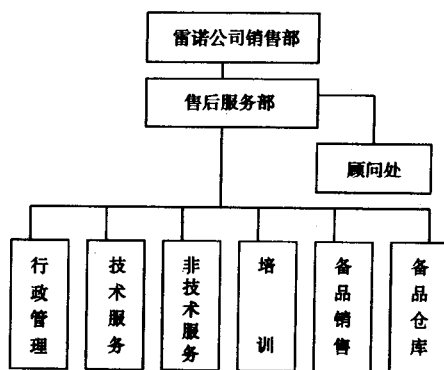 雷诺公司销售部
售后服务部
顾问处
行政管理
技术服务
非技术服务
培训
备品销售
备品仓库